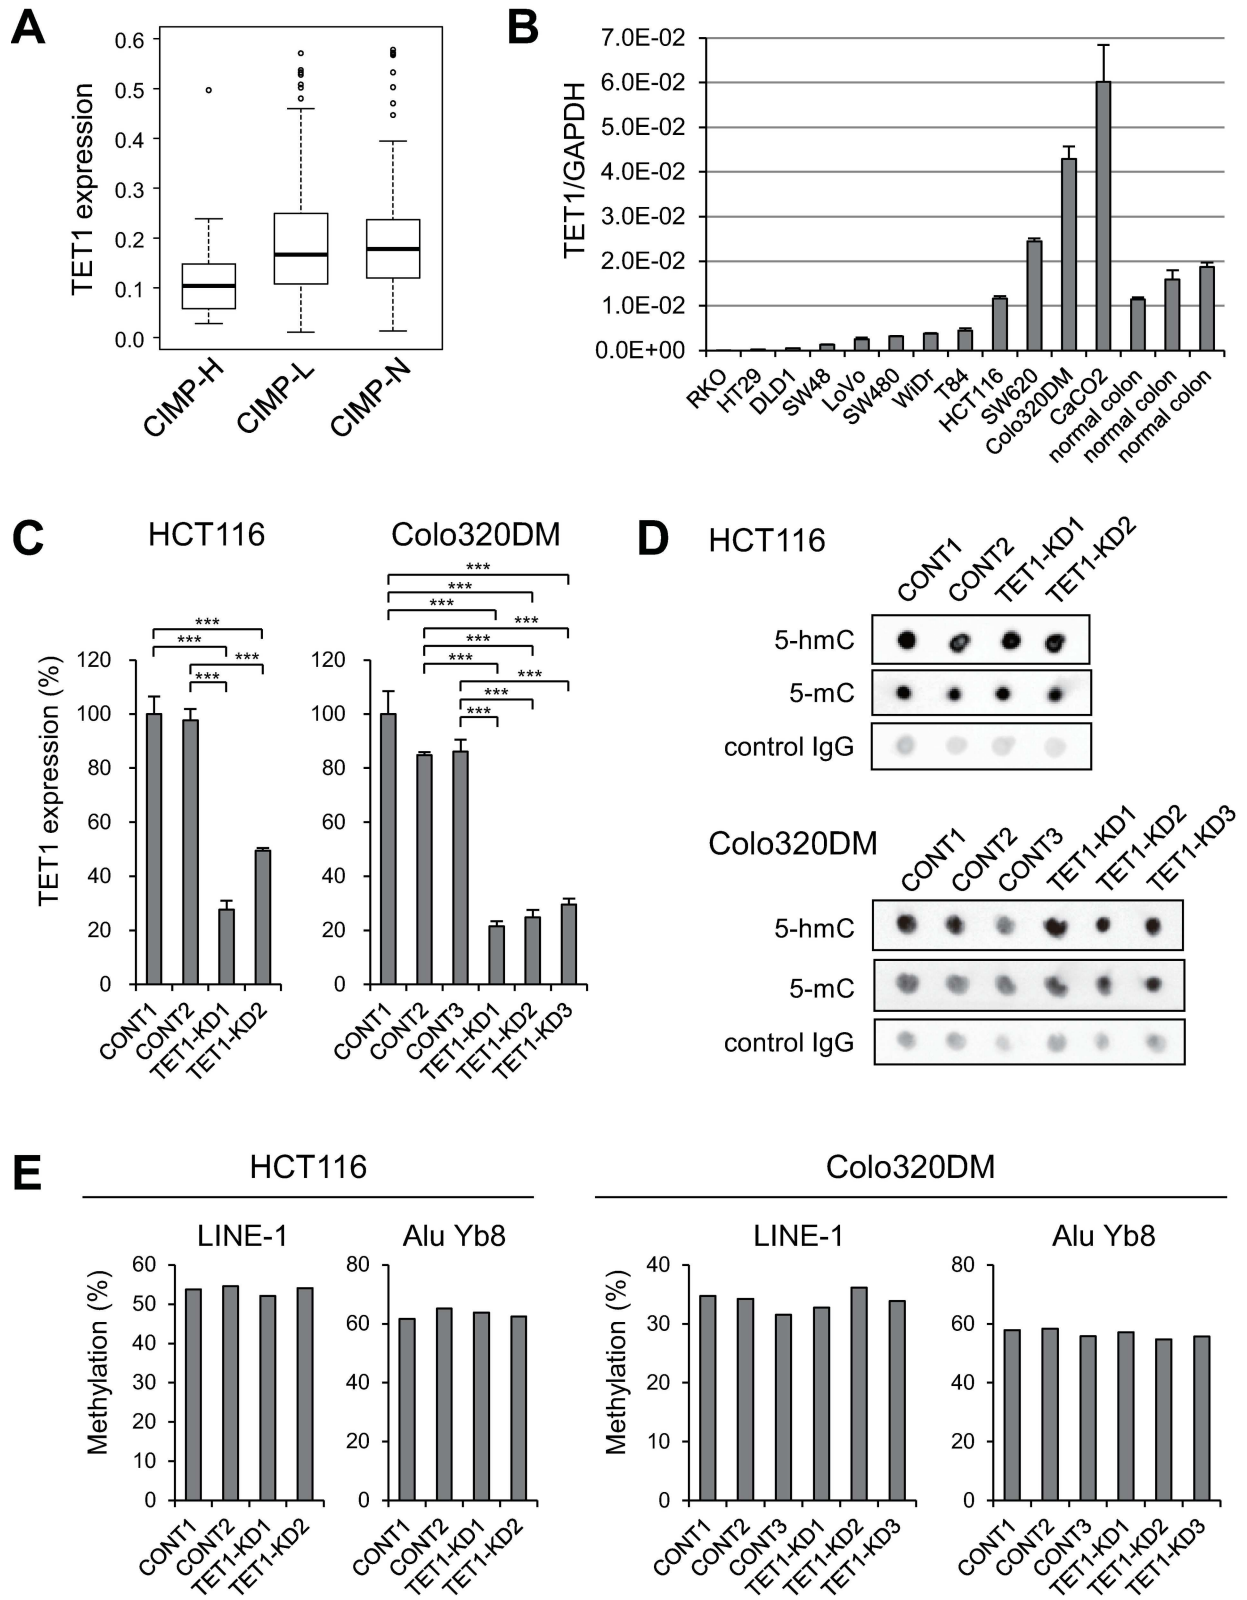 A
TET1 expression
0.6
0.5
0.4
0.3
0.2
0.1
0.0
CIMP-H
CIMP-L
CIMP-N
B
TET1/GAPDH
7.0E-02
6.0E-02
5.0E-02
4.0E-02
3.0E-02
2.0E-02
1.0E-02
0.0E+00
RKO
HT29
DLD1
SW48
LoVo
SW480
WiDr
T84
HCT116
SW620
Colo320DM
CaCO2
normal colon
normal colon
normal colon
C
HCT116
TET1 expression (%)
120
100
80
60
40
20
0
***
***
***
***
CONT1
CONT2
TET1-KD1
TET1-KD2
Colo320DM
120
100
80
60
40
20
0
***
***
***
***
***
***
***
***
***
CONT1
CONT2
CONT3
TET1-KD1
TET1-KD2
TET1-KD3
D
HCT116
CONT1
CONT2
TET1-KD1
TET1-KD2
5-hmC
5-mC
control IgG
Colo320DM
CONT1
CONT2
CONT3
TET1-KD1
TET1-KD2
TET1-KD3
5-hmC
5-mC
control IgG
E
HCT116
LINE-1
Methylation (%)
60
50
40
30
20
10
0
CONT1
CONT2
TET1-KD1
TET1-KD2
Alu Yb8
80
60
40
20
0
CONT1
CONT2
TET1-KD1
TET1-KD2
Colo320DM
LINE-1
Methylation (%)
40
30
20
10
0
CONT1
CONT2
CONT3
TET1-KD1
TET1-KD2
TET1-KD3
Alu Yb8
80
60
40
20
0
CONT1
CONT2
CONT3
TET1-KD1
TET1-KD2
TET1-KD3